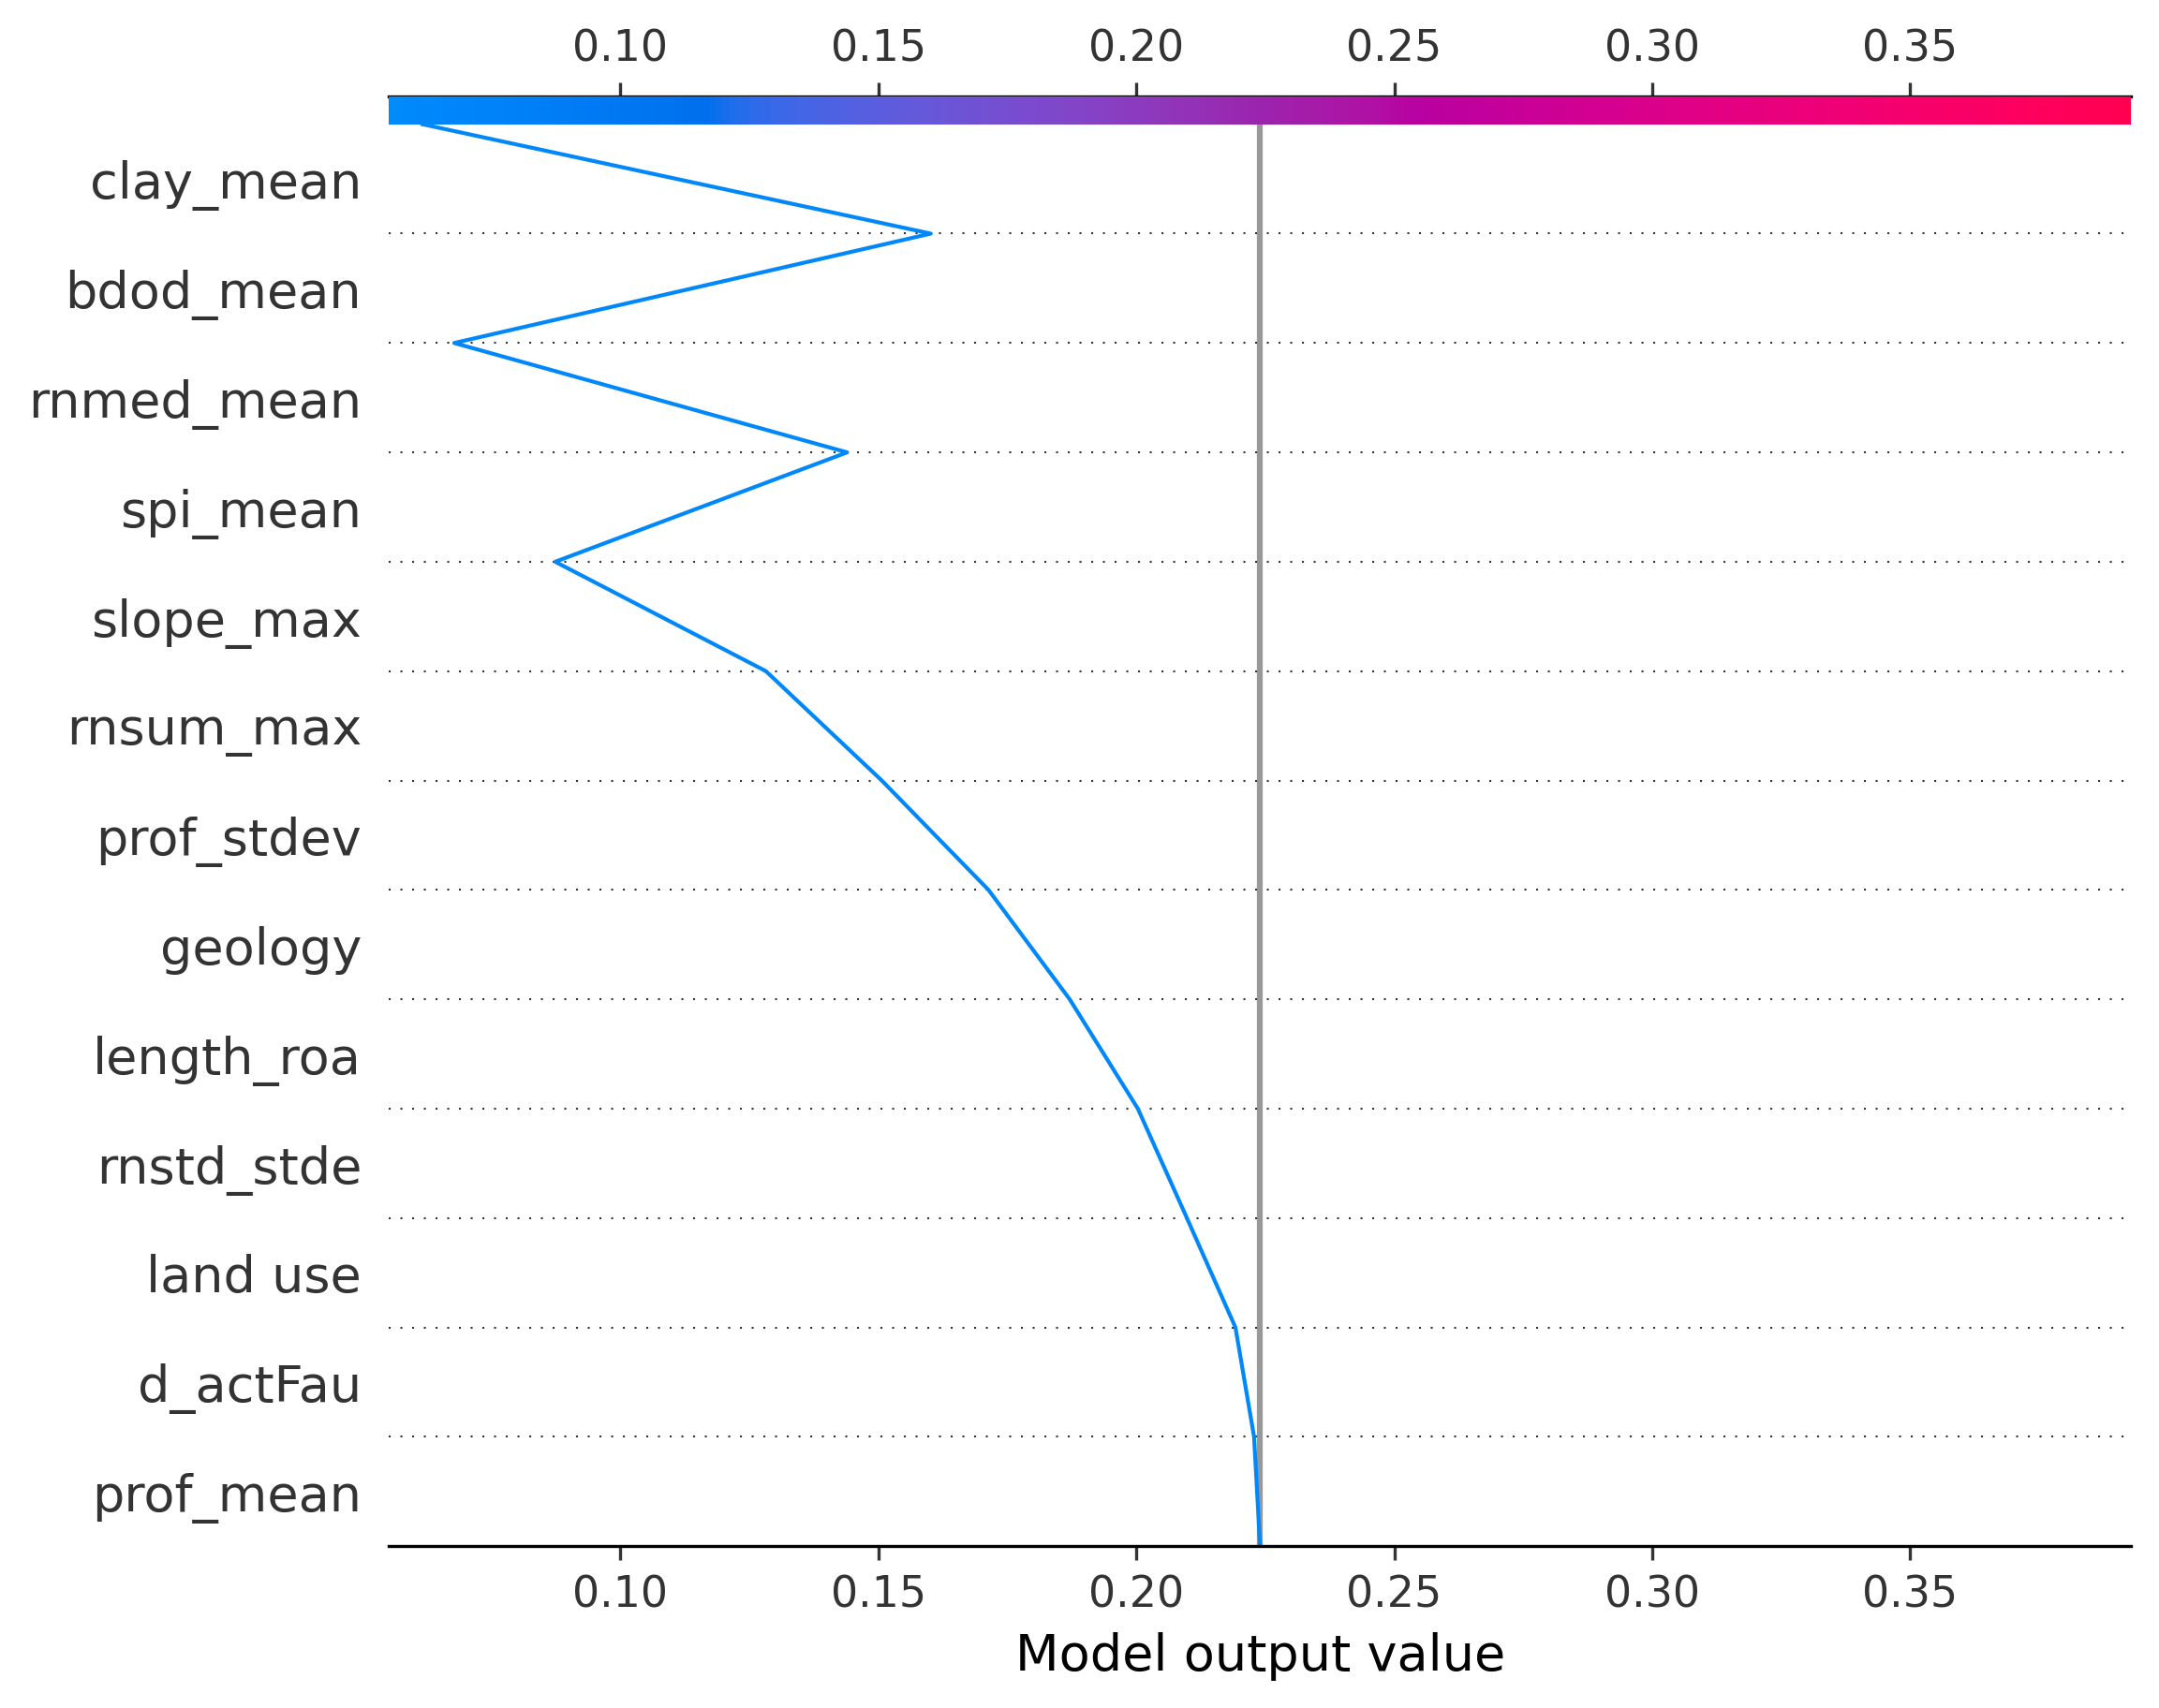 0.10 0.15 0.20 0.25 0.30 0.35
clay_mean
bdod_mean
rnmed_mean
spi_mean
slope_max
rnsum_max
prof_stdev
geology
length_roa
rnstd_stde
land use
d_actFau
prof_mean
0.10 0.15 0.20 0.25 0.30 0.35
Model output value